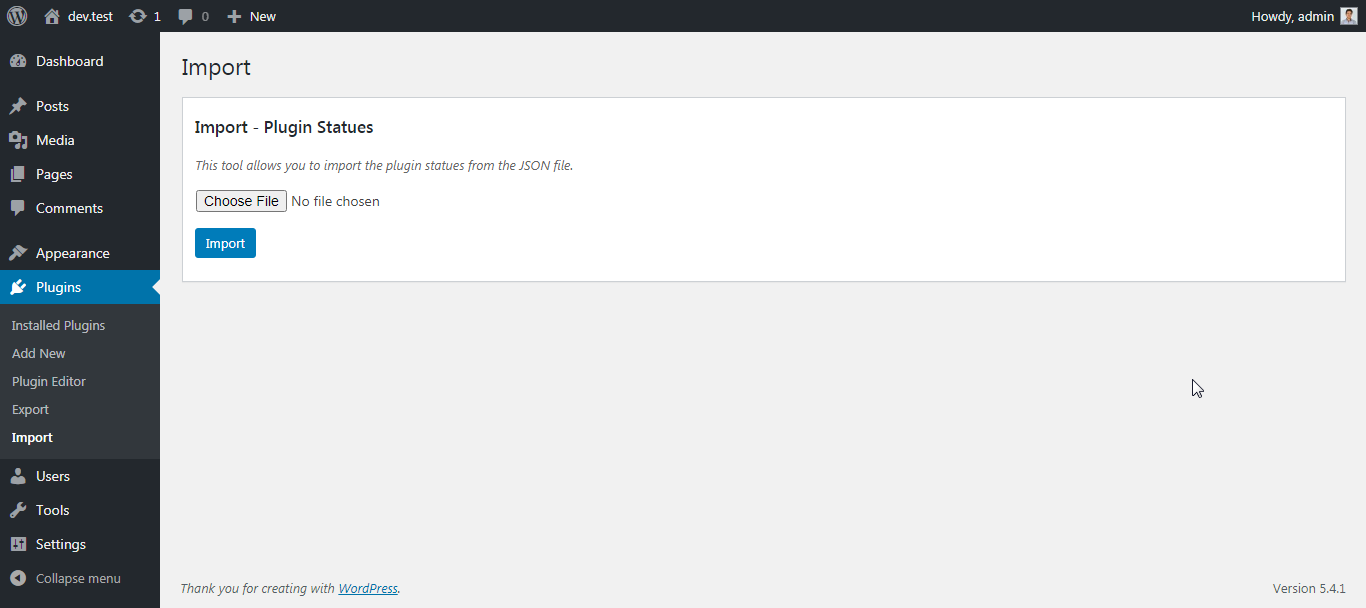 dev.test 1 0 New Howdy, admin
Dashboard
Posts
Media
Pages
Comments
Appearance
Plugins
Installed Plugins
Add New
Plugin Editor
Export
Import
Users
Tools
Settings
Collapse menu
Import
Import - Plugin Statues
This tool allows you to import the plugin statues from the JSON file.
Choose File No file chosen
Import
Thank you for creating with WordPress. Version 5.4.1